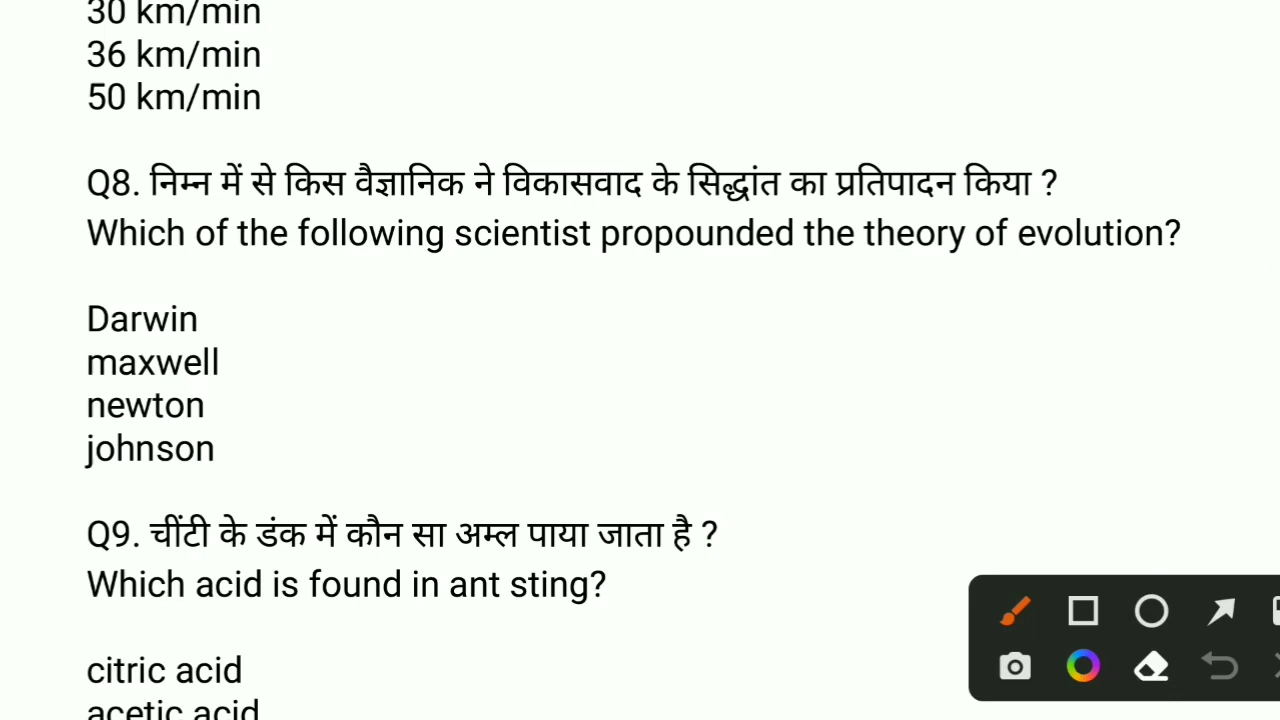 30 km/min
36 km/min
50 km/min
Q8. निम्न में से किस वैज्ञानिक ने विकासवाद के सिद्धांत का प्रतिपादन किया ?
Which of the following scientist propounded the theory of evolution?
Darwin
maxwell
newton
johnson
Q9. चींटी के डंक में कौन सा अम्ल पाया जाता है ?
Which acid is found in ant sting?
citric acid
acetic acid